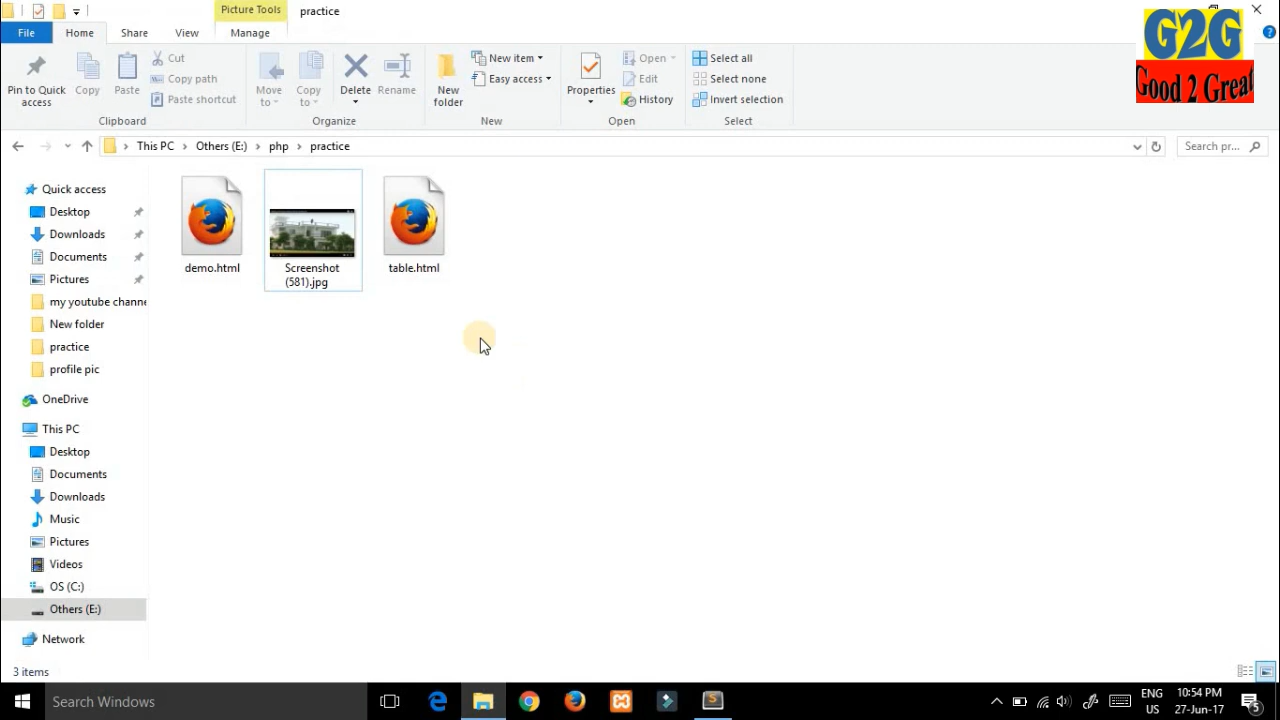 Picture Tools
practice
G2G
Good 2 Great
File
Home
Share
View
Manage
Pin to Quick access
Copy
Paste
Cut
Copy path
Paste shortcut
Clipboard
Move to
Copy to
Delete
Rename
Organize
New folder
New item
Easy access
New
Properties
Open
Edit
History
Open
Select all
Select none
Invert selection
Select
This PC > Others (E:) > php > practice
Search pr...
Quick access
Desktop
Downloads
Documents
Pictures
my youtube channe
New folder
practice
profile pic
OneDrive
This PC
Desktop
Documents
Downloads
Music
Pictures
Videos
OS (C:)
Others (E:)
Network
demo.html
Screenshot
(581).jpg
table.html
3 items
Search Windows
ENG
US
10:54 PM
27-Jun-17
5